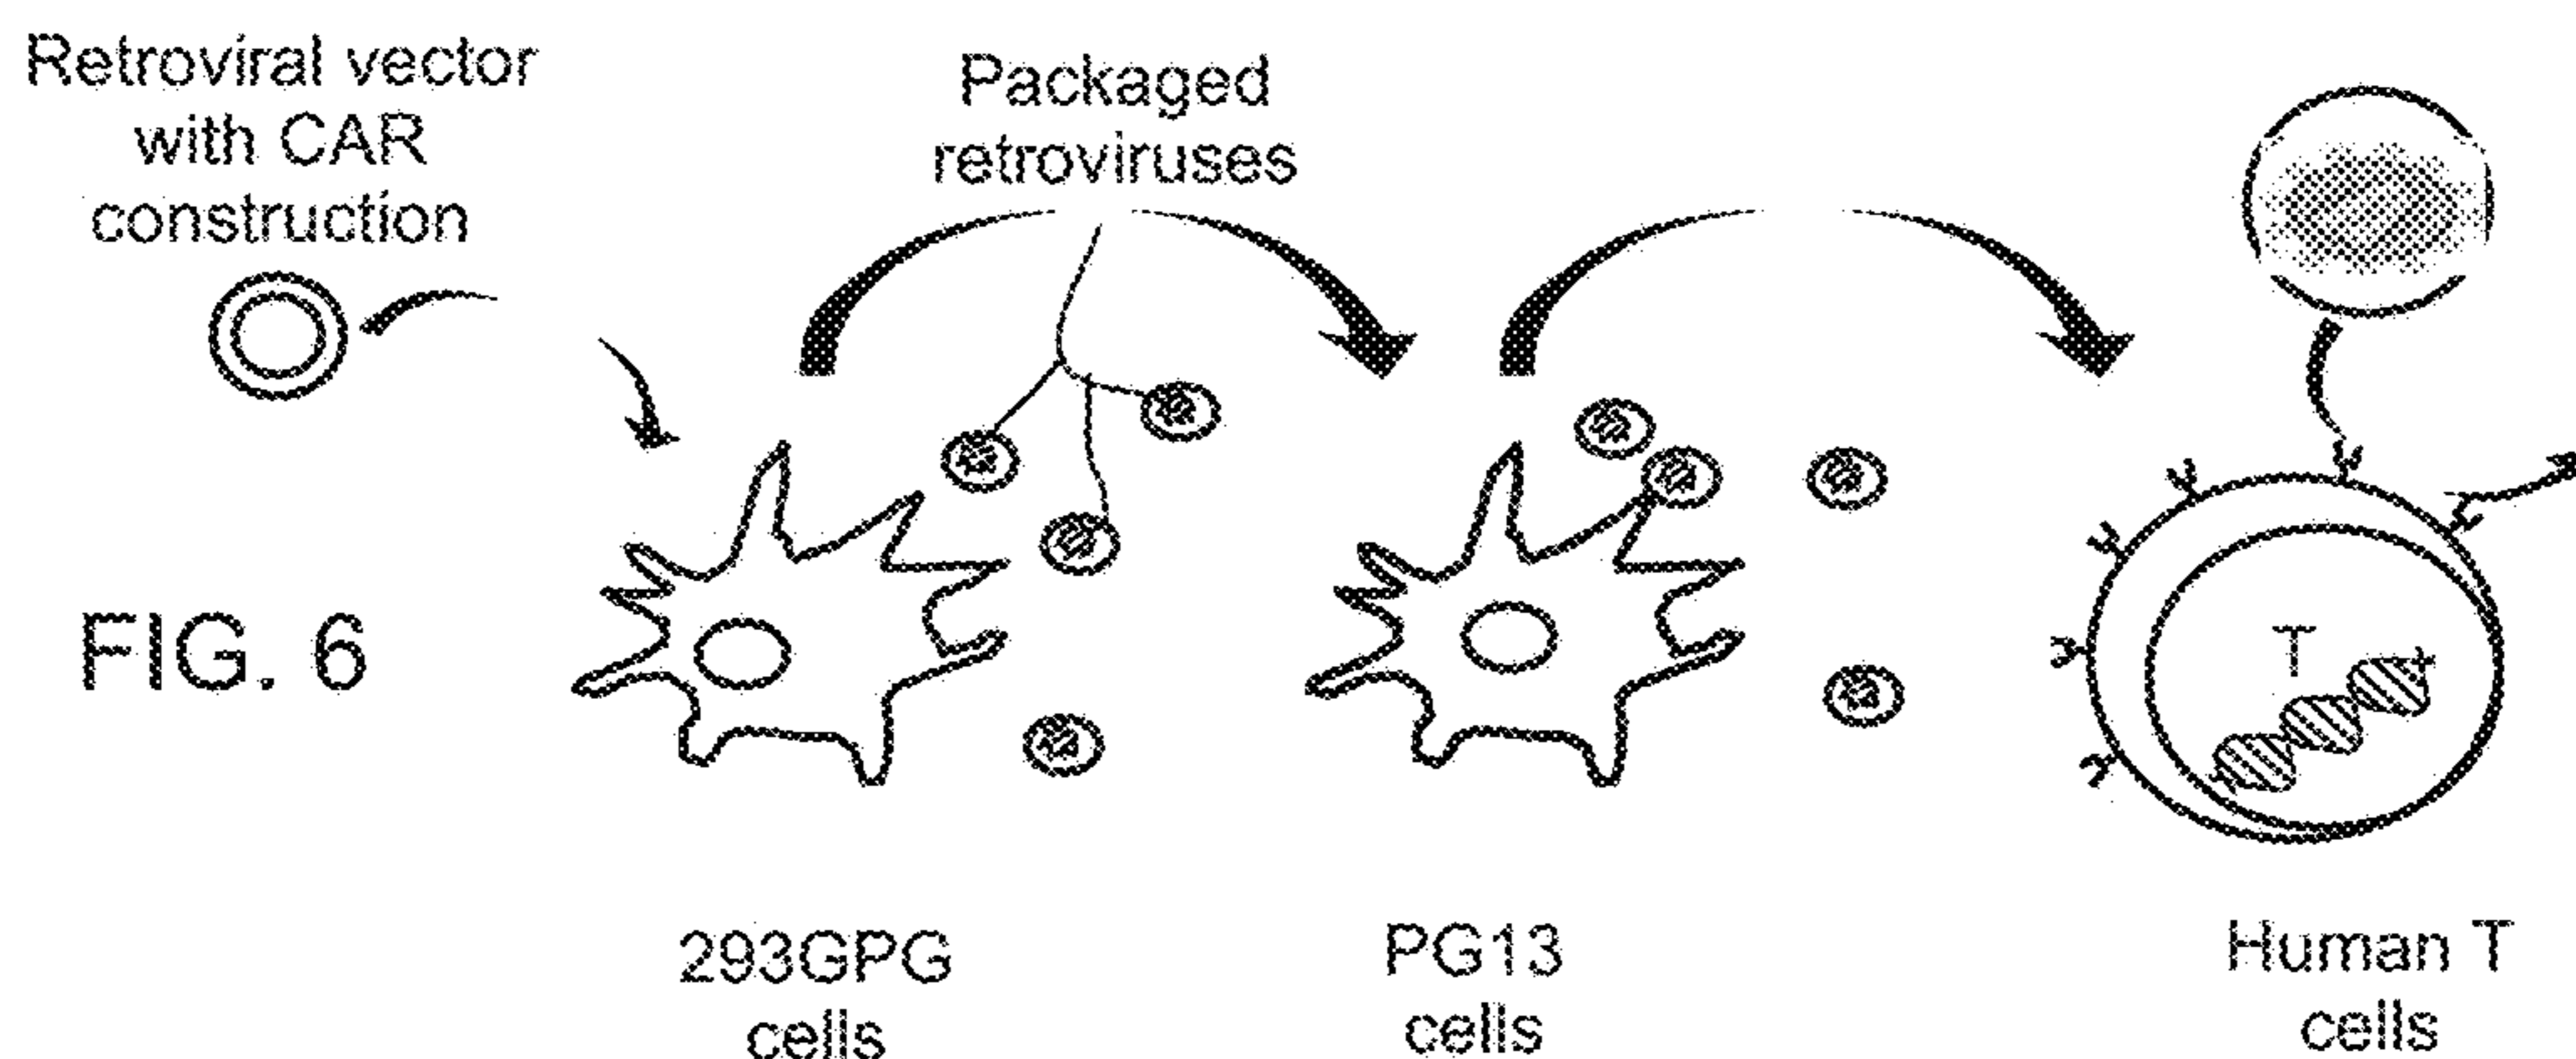 Retroviral vector
with CAR
construction
Packaged
retroviruses
FIG. 6
T
293GPG
cells
PG13
cells
Human T
cells